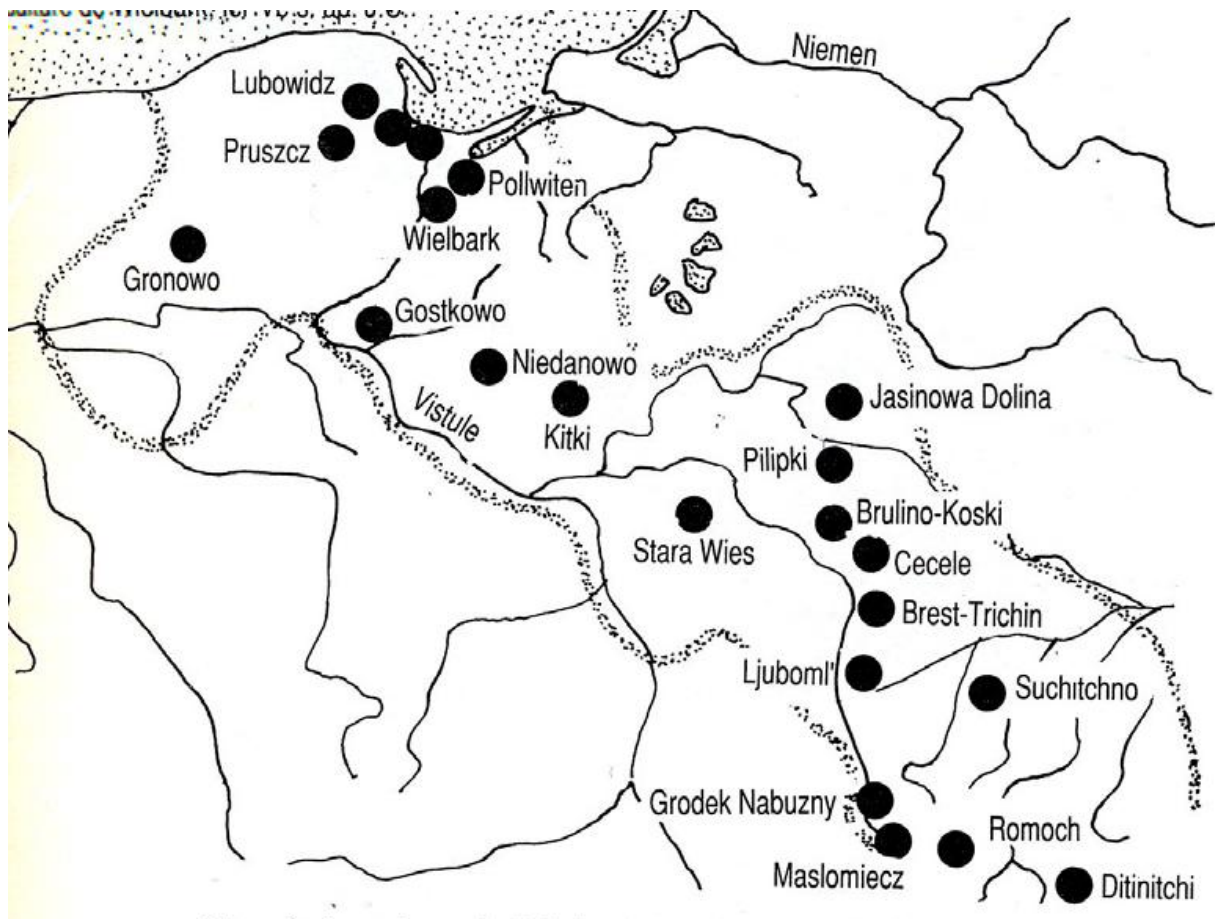 Niemen
Lubowidz
Pruszcz
Pollwiten
Wielbark
Gronowo
Gostkowo
Niedanowo
Vistule
Kitki
Jasinowa Dolina
Pilipki
Brulino-Koski
Stara Wies
Cecele
Brest-Trichin
Ljuboml'
Suchitchno
Grodek Nabuzny
Romoch
Maslomiecz
Ditinitchi